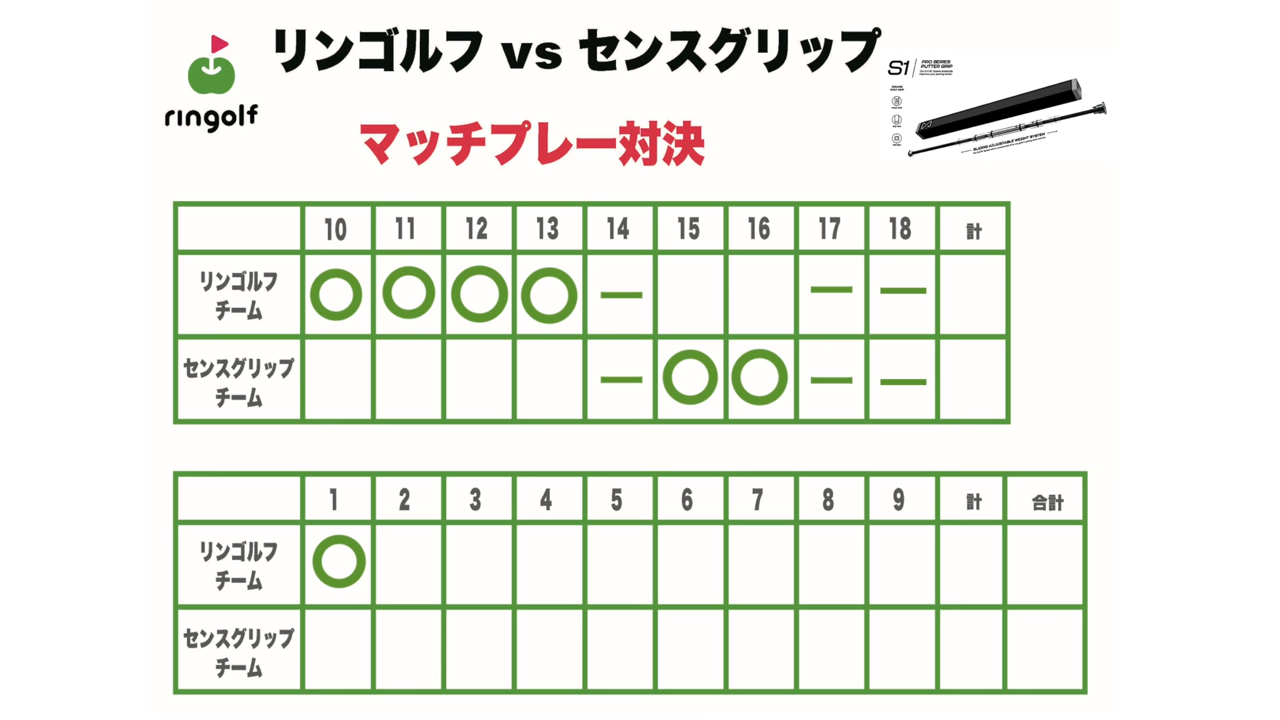 リンゴルフ vs センスグリップ
ringolf
マッチプレー対決
S1
PRO SERIES
PUTTER GRIP
SLIDING ADJUSTABLE WEIGHT SYSTEM
10 11 12 13 14 15 16 17 18 計
リンゴルフ
チーム
センスグリップ
チーム
1 2 3 4 5 6 7 8 9 計 合計
リンゴルフ
チーム
センスグリップ
チーム